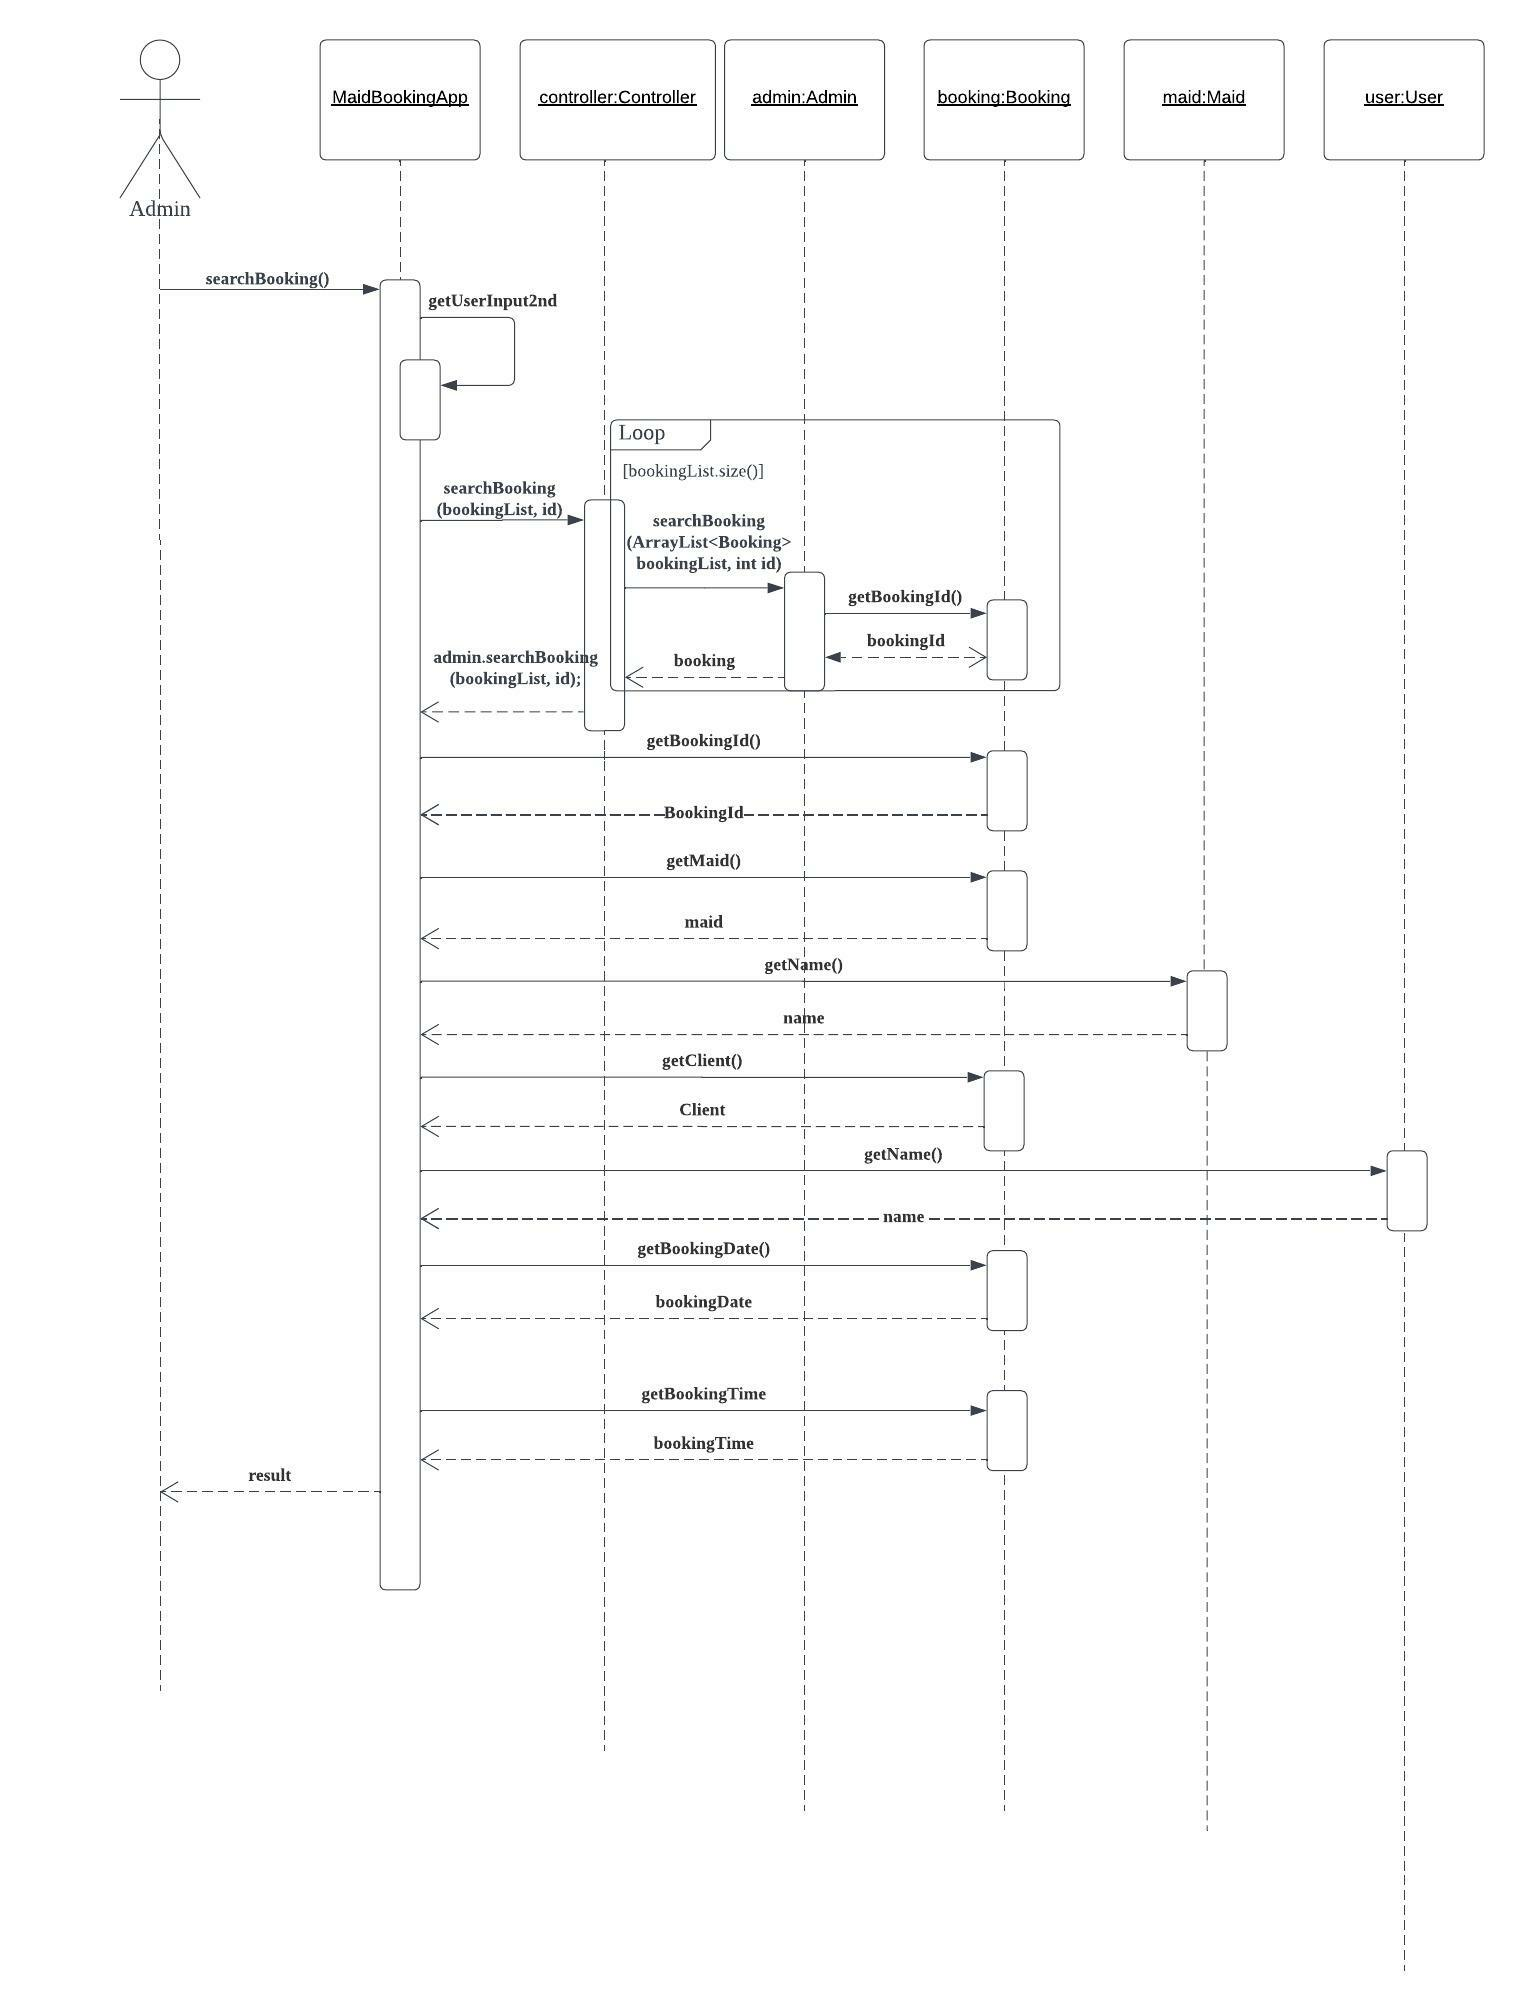 MaidBookingApp
controller:Controller
admin:Admin
booking:Booking
maid:Maid
user:User
Admin
searchBooking()
getUserInput2nd
Loop
[bookingList.size()]
searchBooking
(bookingList, id)
searchBooking
(ArrayList<Booking>
bookingList, int id)
getBookingId()
bookingId
booking
admin.searchBooking
(bookingList, id);
getBookingId()
BookingId
getMaid()
maid
getName()
name
getClient()
Client
getName()
name
getBookingDate()
bookingDate
getBookingTime
bookingTime
result